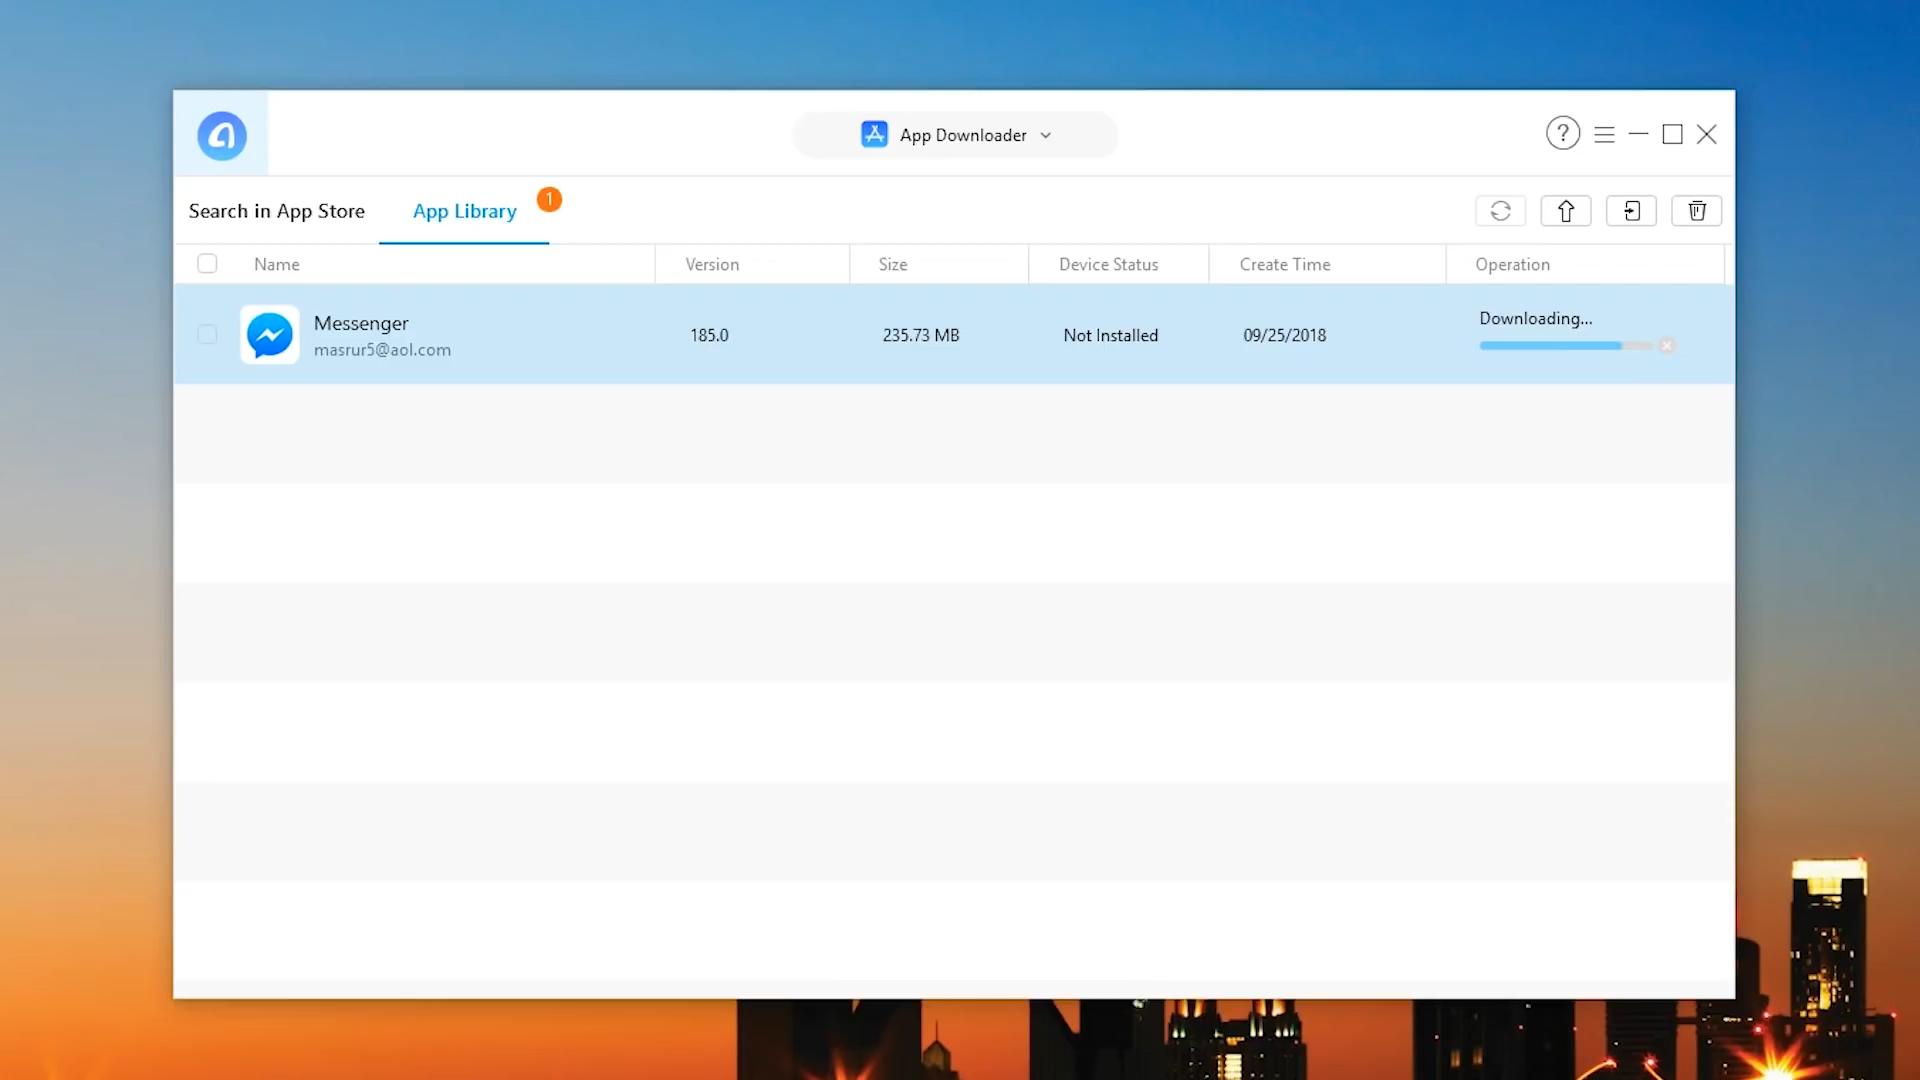 App Downloader
Search in App Store
App Library
1
Name
Version
Size
Device Status
Create Time
Operation
Messenger
masrur5@aol.com
185.0
235.73 MB
Not Installed
09/25/2018
Downloading...